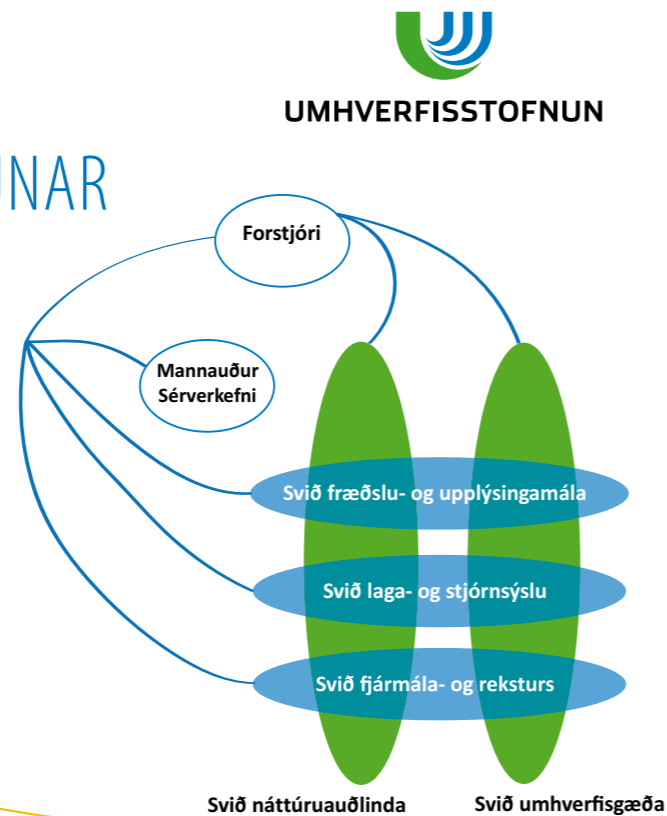 UMHVERFISSTOFNUN
UNAR
Forstjóri
Mannauður
Sérverkefni
Svið fræðslu- og upplýsingamála
Svið laga- og stjórnsýslu
Svið fjármála- og reksturs
Svið náttúruauðlinda
Svið umhverfisgæða